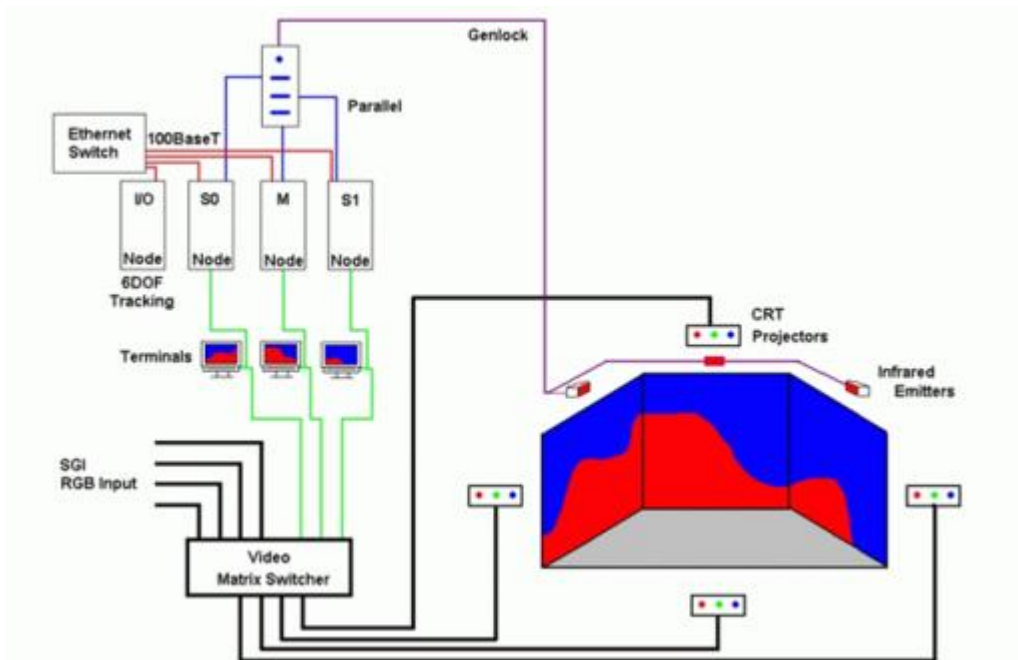 Genlock
Parallel
Ethernet
Switch
100BaseT
I/O
S0
M
S1
Node
Node
Node
Node
6DOF
Tracking
Terminals
CRT
Projectors
Infrared
Emitters
SGI
RGB Input
Video
Matrix Switcher